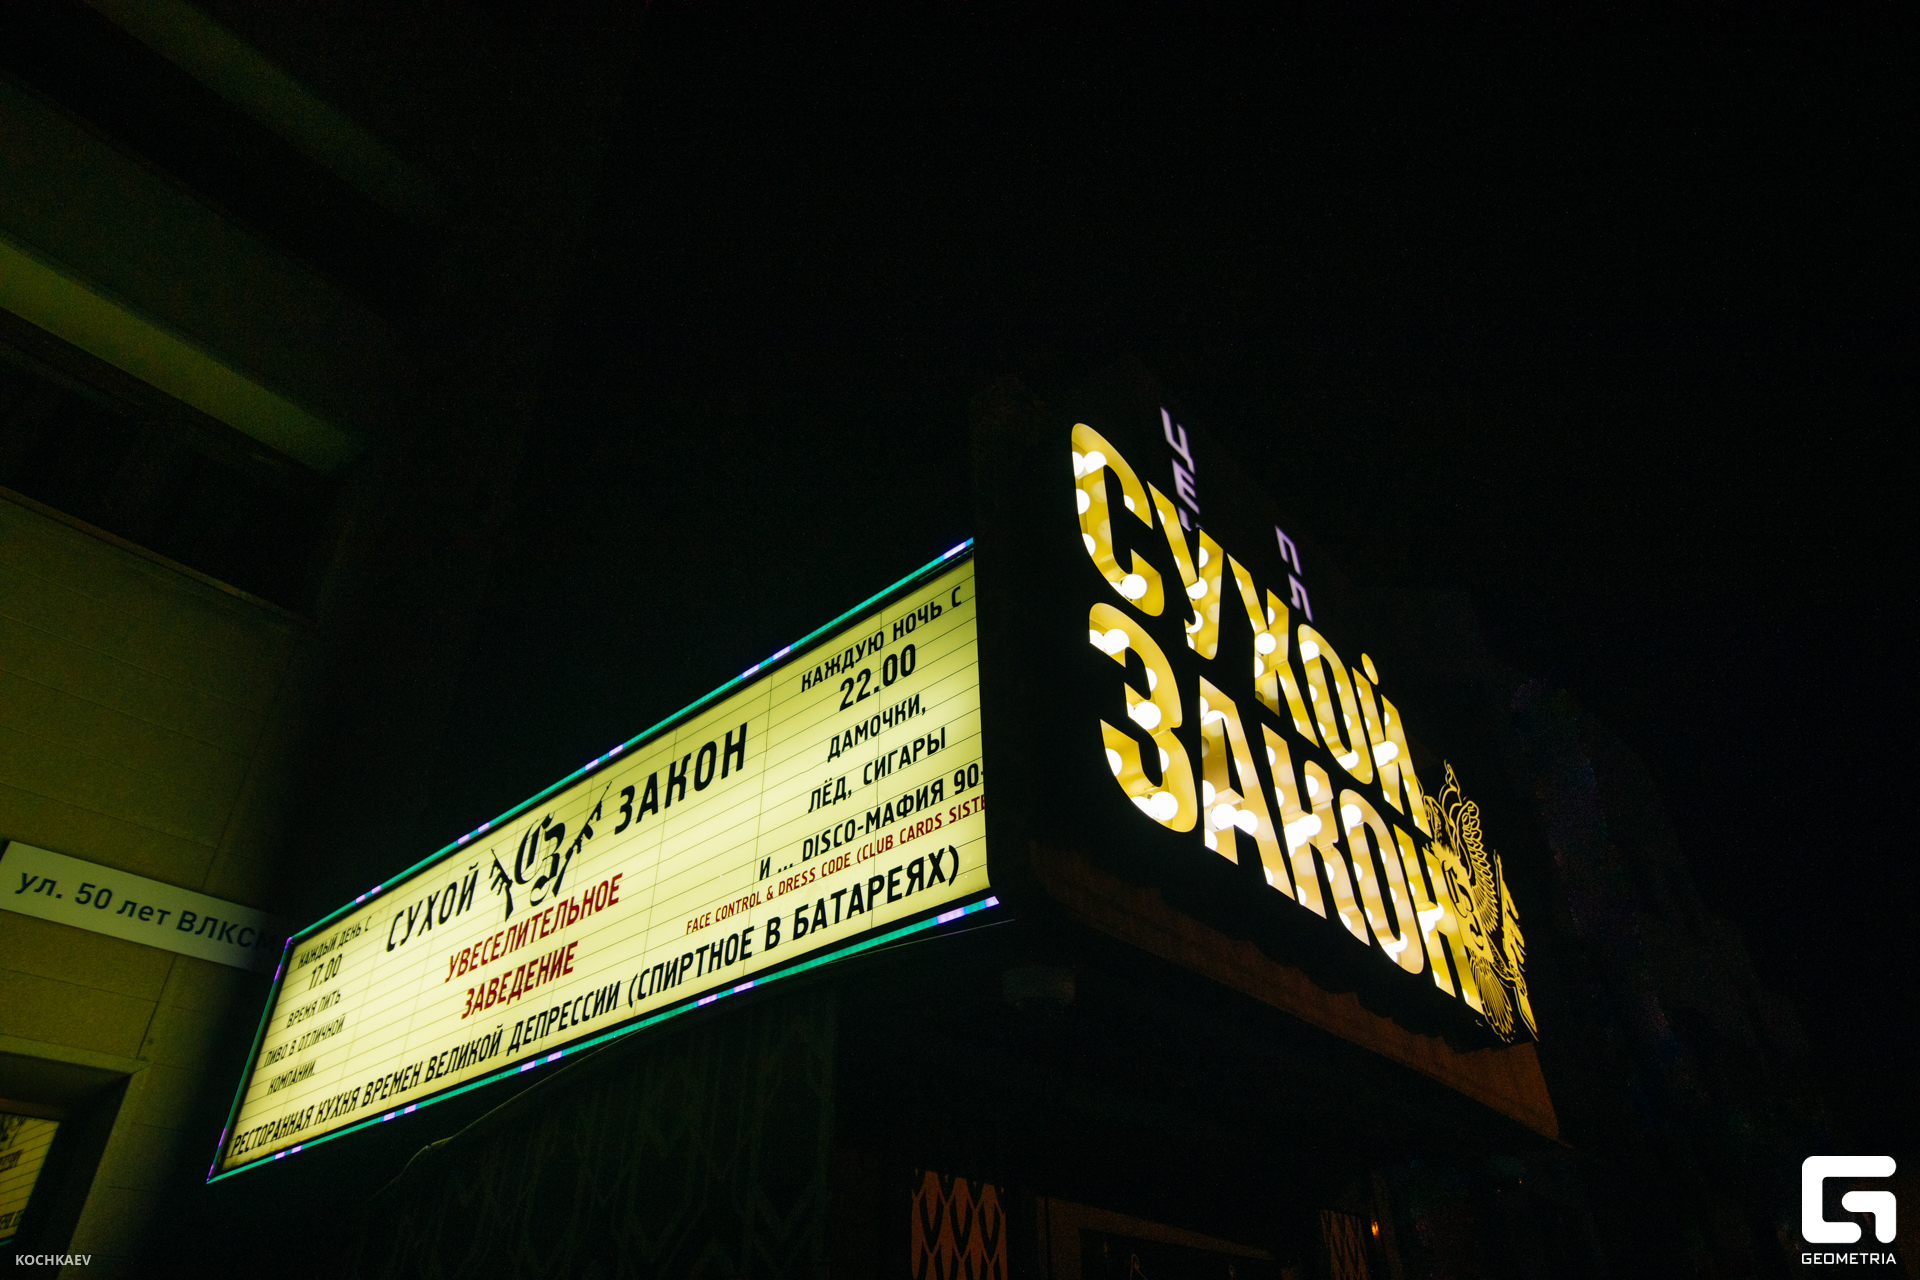 ул. 50 лет ВЛКСМ
КАЖДЫЙ ДЕНЬ С
17.00
ВРЕМЯ ПИТЬ
ПИВО В ОТЛИЧНОЙ
КОМПАНИИ.
СУХОЙ G ЗАКОН
УВЕСЕЛИТЕЛЬНОЕ
ЗАВЕДЕНИЕ
КАЖДУЮ НОЧЬ С
22.00
ДАМОЧКИ,
ЛЁД, СИГАРЫ
И ... DISCO-МАФИЯ 90-
FACE CONTROL & DRESS CODE (CLUB CARDS SISTE
РЕСТОРАННАЯ КУХНЯ ВРЕМЕН ВЕЛИКОЙ ДЕПРЕССИИ (СПИРТНОЕ В БАТАРЕЯХ)
СУХОЙ
ЗАКОН
KOCHKAEV
GEOMETRIA